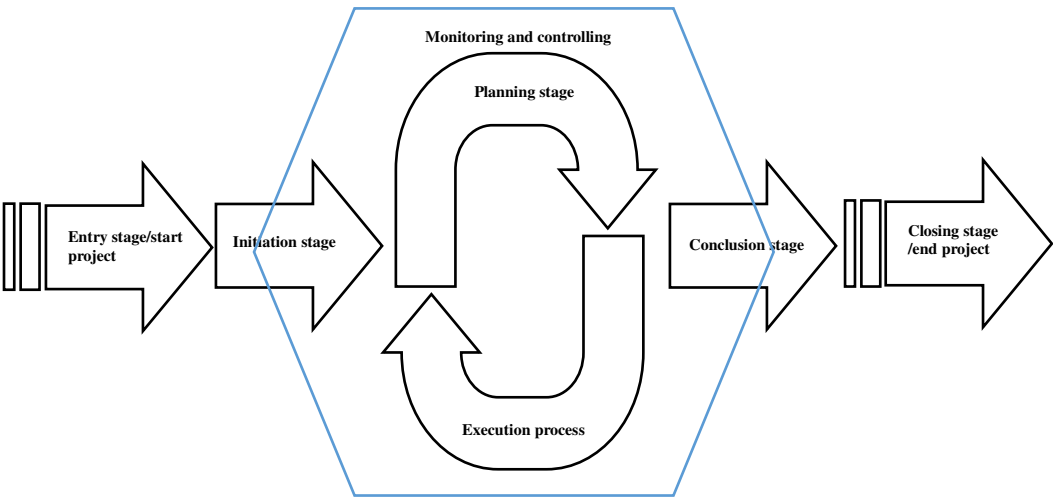 Monitoring and controlling
Planning stage
Entry stage/start
project
Initiation stage
Conclusion stage
Closing stage
/end project
Execution process